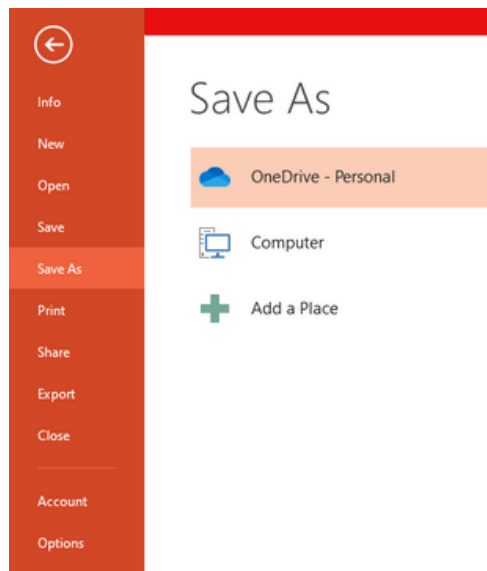 Info
New
Open
Save
Save As
Print
Share
Export
Close
Account
Options
Save As
OneDrive - Personal
Computer
Add a Place